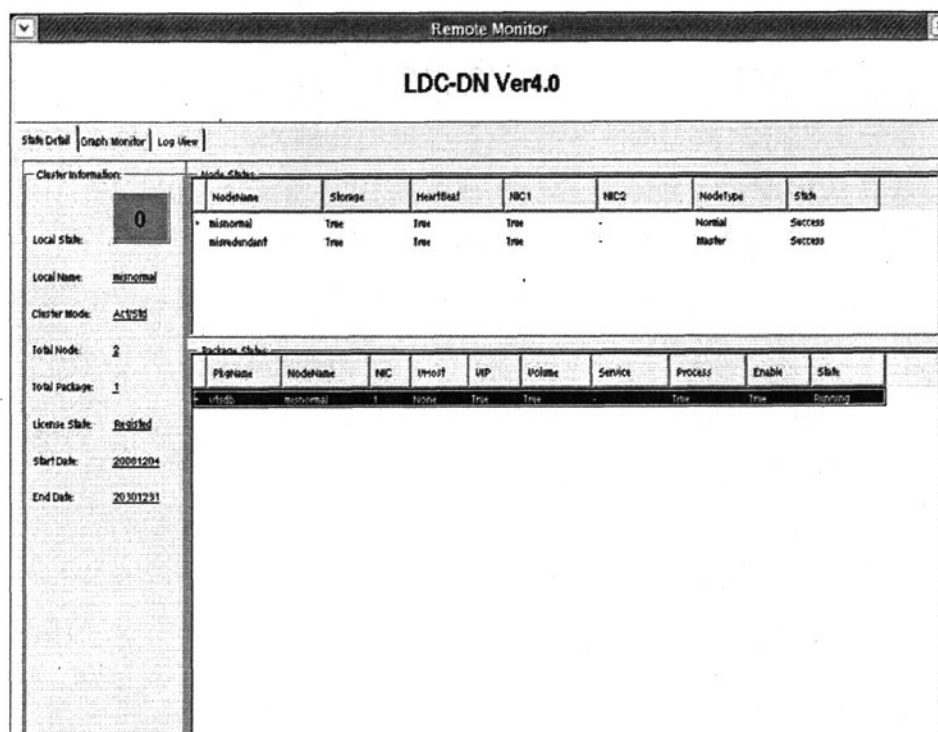 Remote Monitor
LDC-DN Ver4.0
State Detail Graph Monitor Log View
Cluster Information:
0
Local State:
Local Name: misnormal
Cluster Mode: Act/Std
Total Node: 2
Total Package: 1
License State: Registed
Start Date: 20081204
End Date: 20301231
Node States
NodeName Storage HeartBeat NIC1 NIC2 NodeType State
misnormal True True True - Normal Success
misredundant True True True - Master Success
Package States
PkgName NodeName NIC VHost VIP Volume Service Process Enable State
vtsdb misnormal 1 None True True - True True Running